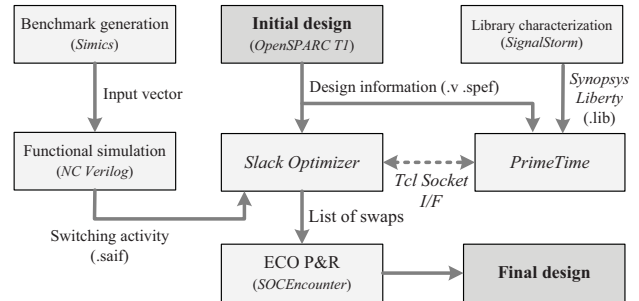 Benchmark generation
(Simics)
Initial design
(OpenSPARC T1)
Library characterization
(SignalStorm)
Input vector
Design information (.v .spef)
Synopsys
Liberty
(.lib)
Functional simulation
(NC Verilog)
Slack Optimizer
PrimeTime
Tcl Socket
I/F
Switching activity
(.saif)
List of swaps
ECO P&R
(SOCEncounter)
Final design